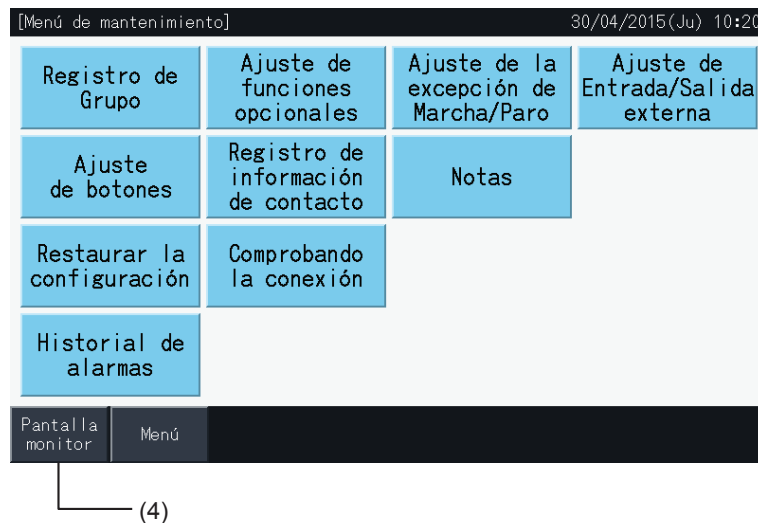 [Menú de mantenimiento] 30/04/2015(Ju) 10:20
Registro de
Grupo
Ajuste de
funciones
opcionales
Ajuste de la
excepción de
Marcha/Paro
Ajuste de
Entrada/Salida
externa
Ajuste
de botones
Registro de
información
de contacto
Notas
Restaurar la
configuración
Comprobando
la conexión
Historial de
alarmas
Pantalla
monitor
Menú
(4)